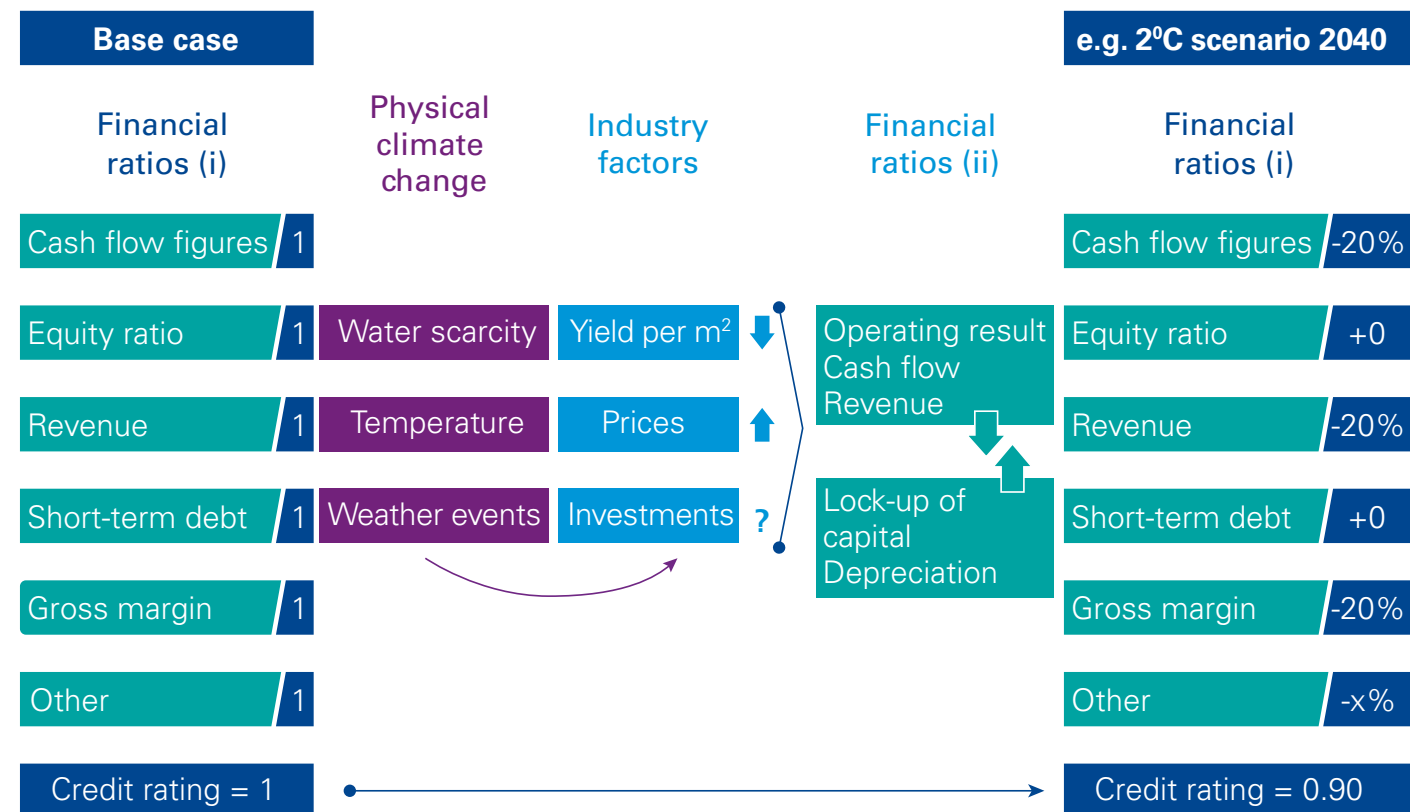 Base case
e.g. 2⁰C scenario 2040
Financial
ratios (i)
Physical
climate
change
Industry
factors
Financial
ratios (ii)
Financial
ratios (i)
Cash flow figures 1
Cash flow figures -20%
Equity ratio 1
Water scarcity
Yield per m²
Operating result
Cash flow
Revenue
Equity ratio +0
Revenue 1
Temperature
Prices
Revenue -20%
Short-term debt 1
Weather events
Investments ?
Lock-up of
capital
Depreciation
Short-term debt +0
Gross margin 1
Gross margin -20%
Other 1
Other -x%
Credit rating = 1
Credit rating = 0.90